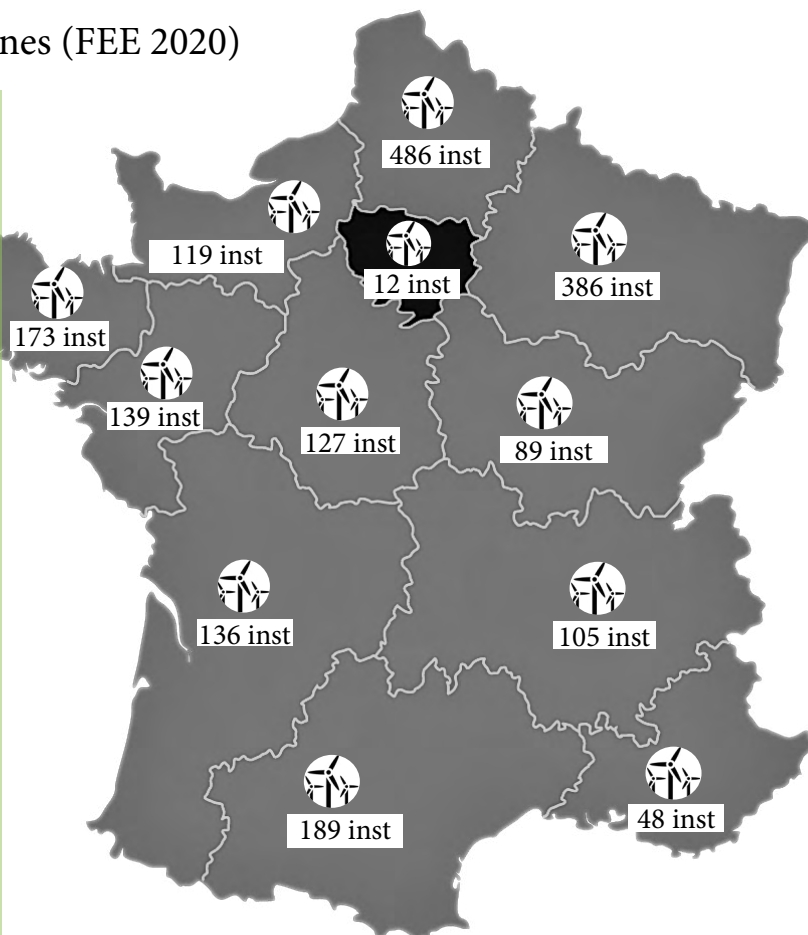 nes (FEE 2020)
486 inst
119 inst
12 inst
386 inst
173 inst
139 inst
127 inst
89 inst
136 inst
105 inst
189 inst
48 inst